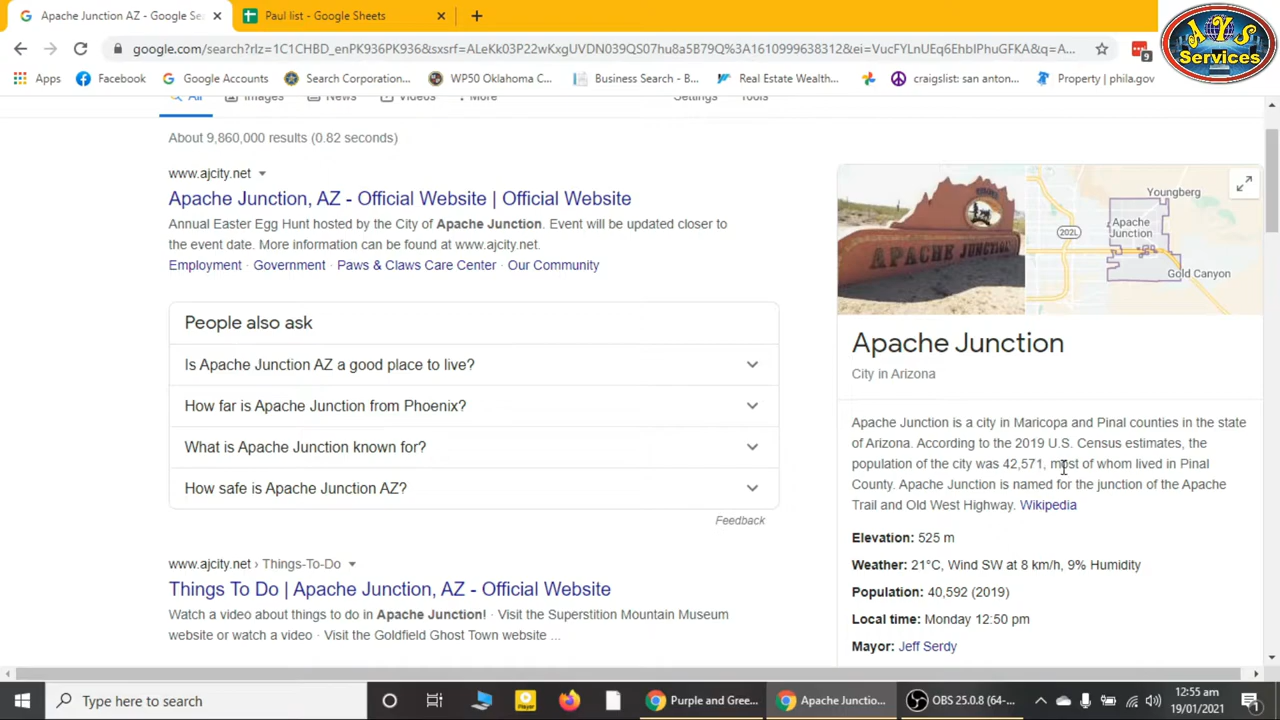 Apache Junction AZ - Google Se
Paul list - Google Sheets
google.com/search?rlz=1C1CHBD_enPK936PK936&sxsrf=ALeKk03P22wKxgUVDN039QS07hu8a5B79Q%3A1610999638312&ei=VucFYLnUEq6EhbIPhuGFKA&q=A...
9
AYS
Services
Apps
Facebook
Google Accounts
Search Corporation...
WP50 Oklahoma C...
Business Search - B...
Real Estate Wealth...
craigslist: san anton...
Property | phila.gov
All
Images
News
Videos
More
Settings
Tools
About 9,860,000 results (0.82 seconds)
www.ajcity.net
Apache Junction, AZ - Official Website | Official Website
Annual Easter Egg Hunt hosted by the City of Apache Junction. Event will be updated closer to
the event date. More information can be found at www.ajcity.net.
Employment · Government · Paws & Claws Care Center · Our Community
People also ask
Is Apache Junction AZ a good place to live?
How far is Apache Junction from Phoenix?
What is Apache Junction known for?
How safe is Apache Junction AZ?
Feedback
www.ajcity.net › Things-To-Do
Things To Do | Apache Junction, AZ - Official Website
Watch a video about things to do in Apache Junction! · Visit the Superstition Mountain Museum
website or watch a video · Visit the Goldfield Ghost Town website ...
APACHE JUNCTION
Youngberg
202L
Apache
Junction
Gold Canyon
Apache Junction
City in Arizona
Apache Junction is a city in Maricopa and Pinal counties in the state
of Arizona. According to the 2019 U.S. Census estimates, the
population of the city was 42,571, most of whom lived in Pinal
County. Apache Junction is named for the junction of the Apache
Trail and Old West Highway. Wikipedia
Elevation: 525 m
Weather: 21°C, Wind SW at 8 km/h, 9% Humidity
Population: 40,592 (2019)
Local time: Monday 12:50 pm
Mayor: Jeff Serdy
Type here to search
Player
Purple and Gree...
Apache Junctio...
OBS 25.0.8 (64-...
12:55 am
19/01/2021
1